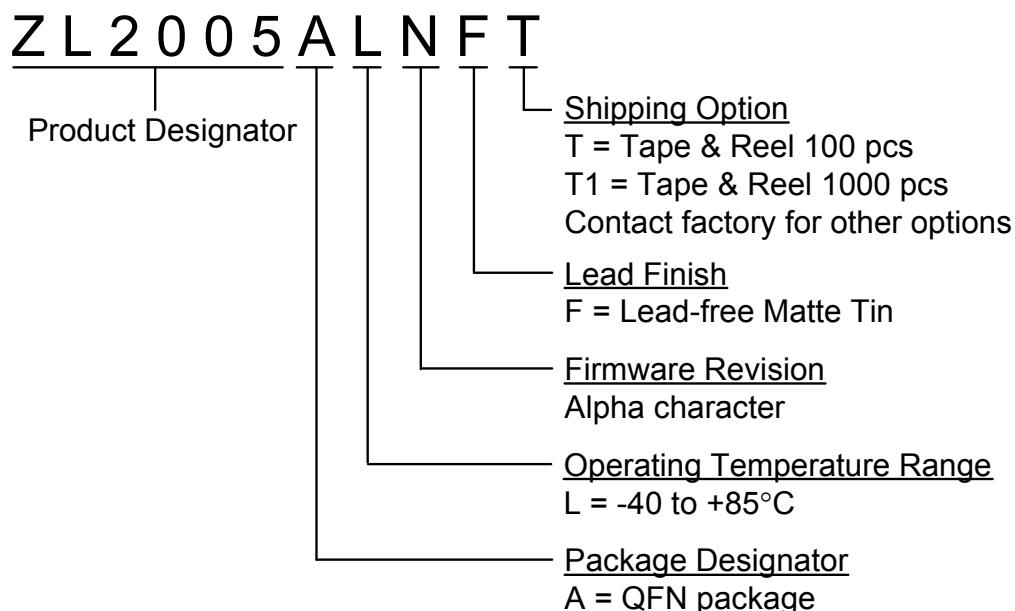 ZL2005ALNFT
Product Designator
Shipping Option
T = Tape & Reel 100 pcs
T1 = Tape & Reel 1000 pcs
Contact factory for other options
Lead Finish
F = Lead-free Matte Tin
Firmware Revision
Alpha character
Operating Temperature Range
L = -40 to +85°C
Package Designator
A = QFN package